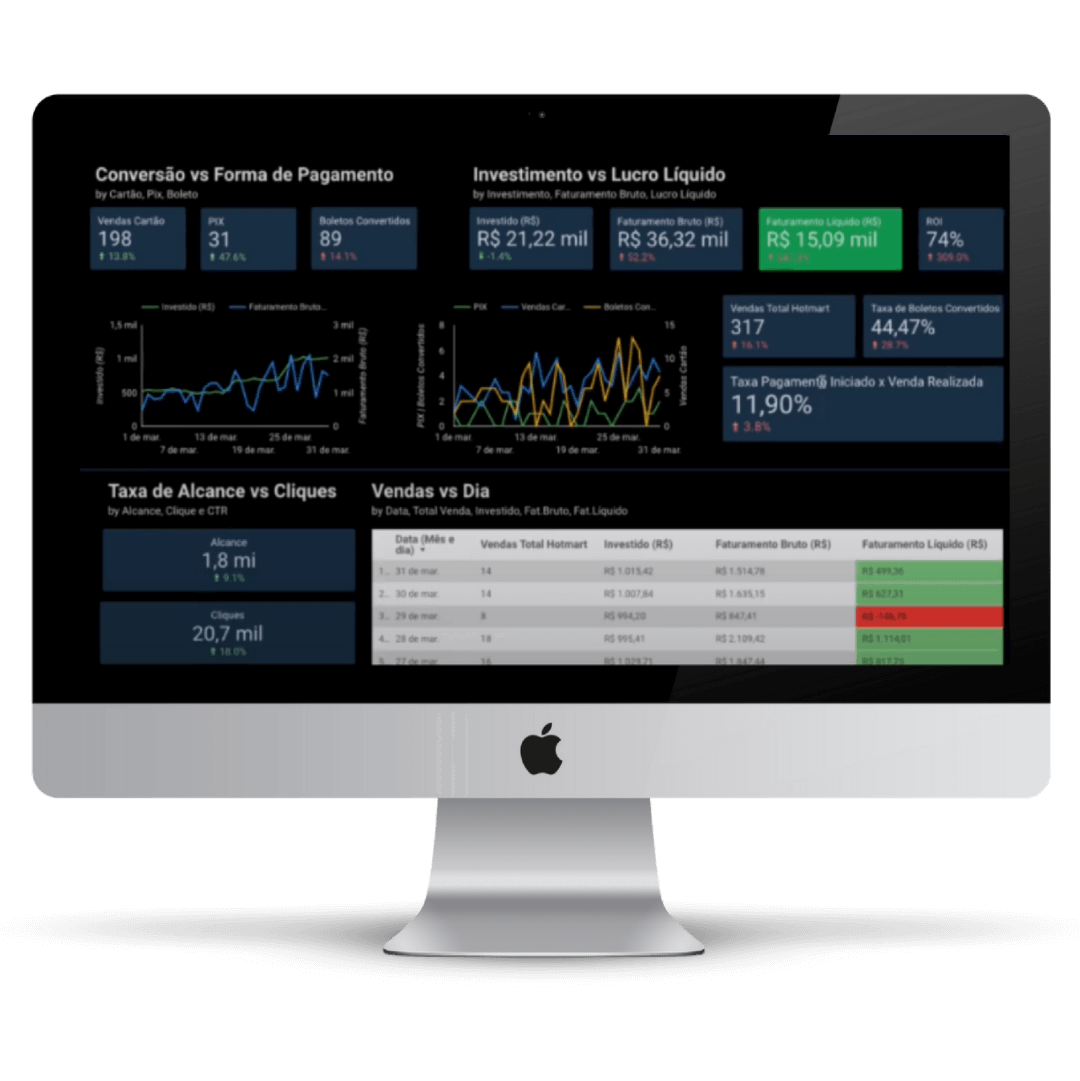 Conversão vs Forma de Pagamento
by Cartão, Pix, Boleto
Vendas Cartão
198
13.8%
PIX
31
47.6%
Boletos Convertidos
89
14.1%
Investimento vs Lucro Líquido
by Investimento, Faturamento Bruto, Lucro Líquido
Investido (R$)
R$ 21,22 mil
-1.4%
Faturamento Bruto (R$)
R$ 36,32 mil
52.2%
Faturamento Líquido (R$)
R$ 15,09 mil
ROI
74%
309.0%
Investido (R$)
Faturamento Bruto...
1,5 mil
1 mil
500
0
Investido (R$)
3 mil
2 mil
1 mil
0
Faturamento Bruto (R$)
1 de mar.
13 de mar.
25 de mar.
7 de mar.
19 de mar.
31 de mar.
PIX
Vendas Car...
Boletos Con...
8
6
4
2
0
PIX | Boletos Convertidos
15
10
5
0
Vendas Cartão
1 de mar.
13 de mar.
25 de mar.
7 de mar.
19 de mar.
31 de mar.
Vendas Total Hotmart
317
16.1%
Taxa de Boletos Convertidos
44,47%
28.7%
Taxa Pagamento Iniciado x Venda Realizada
11,90%
3.8%
Taxa de Alcance vs Cliques
by Alcance, Clique e CTR
Alcance
1,8 mi
9.1%
Cliques
20,7 mil
18.0%
Vendas vs Dia
by Data, Total Venda, Investido, Fat.Bruto, Fat.Líquido
Data (Mês e dia) Vendas Total Hotmart Investido (R$) Faturamento Bruto (R$) Faturamento Líquido (R$)
1... 31 de mar. 14 R$ 1.015,42 R$ 1.514,78 R$ 499,36
2... 30 de mar. 14 R$ 1.007,84 R$ 1.635,15 R$ 627,31
3... 29 de mar. 8 R$ 994,20 R$ 847,41 R$ -146,79
4... 28 de mar. 18 R$ 995,41 R$ 2.109,42 R$ 1.114,01
5... 27 de mar. 16 R$ 1.029,71 R$ 1.847,44